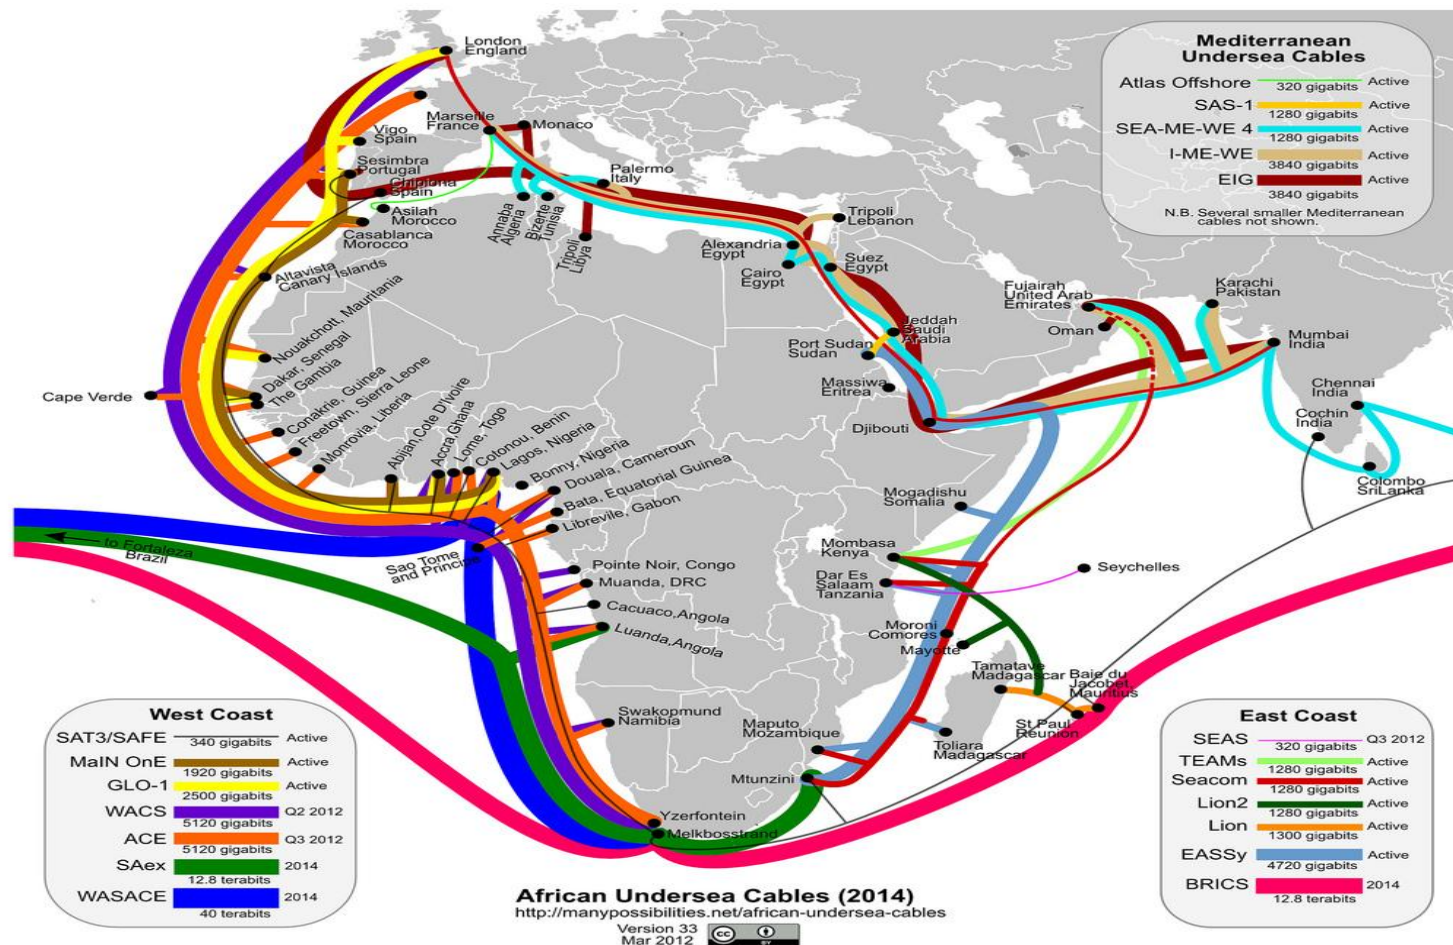 London
England
Vigo
Spain
Sesimbra
Portugal
Chipiona
Spain
Asilah
Morocco
Casablanca
Morocco
Altavista
Canary Islands
Marseille
France
Monaco
Palermo
Italy
Annaba
Algeria
Bizerte
Tunisia
Tripoli
Libya
Tripoli
Lebanon
Alexandria
Egypt
Cairo
Egypt
Suez
Egypt
Jeddah
Saudi
Arabia
Port Sudan
Sudan
Massiwa
Eritrea
Djibouti
Fujairah
United Arab
Emirates
Oman
Karachi
Pakistan
Mumbai
India
Chennai
India
Cochin
India
Colombo
SriLanka
Nouakchott, Mauritania
Dakar, Senegal
The Gambia
Cape Verde
Conakrie, Guinea
Freetown, Sierra Leone
Monrovia, Liberia
Abijan,Cote D'Ivoire
Accra,Ghana
Lome, Togo
Cotonou, Benin
Lagos, Nigeria
Bonny, Nigeria
Douala, Cameroun
Bata, Equatorial Guinea
Librevile, Gabon
Sao Tome
and Principe
to Fortaleza
Brazil
Pointe Noir, Congo
Muanda, DRC
Cacuaco,Angola
Luanda,Angola
Swakopmund
Namibia
Yzerfontein
Melkbosstrand
Mogadishu
Somalia
Mombasa
Kenya
Dar Es
Salaam
Tanzania
Seychelles
Moroni
Comores
Mayotte
Tamatave
Madagascar
Baie du
Jacobet,
Mauritius
St Paul
Reunion
Toliara
Madagascar
Maputo
Mozambique
Mtunzini
Mediterranean
Undersea Cables
Atlas Offshore 320 gigabits Active
SAS-1 1280 gigabits Active
SEA-ME-WE 4 1280 gigabits Active
I-ME-WE 3840 gigabits Active
EIG 3840 gigabits Active
N.B. Several smaller Mediterranean
cables not shown.
West Coast
SAT3/SAFE 340 gigabits Active
MaIN OnE 1920 gigabits Active
GLO-1 2500 gigabits Active
WACS 5120 gigabits Q2 2012
ACE 5120 gigabits Q3 2012
SAex 12.8 terabits 2014
WASACE 40 terabits 2014
East Coast
SEAS 320 gigabits Q3 2012
TEAMs 1280 gigabits Active
Seacom 1280 gigabits Active
Lion2 1280 gigabits Active
Lion 1300 gigabits Active
EASSy 4720 gigabits Active
BRICS 12.8 terabits 2014
African Undersea Cables (2014)
http://manypossibilities.net/african-undersea-cables
Version 33
Mar 2012
cc
BY